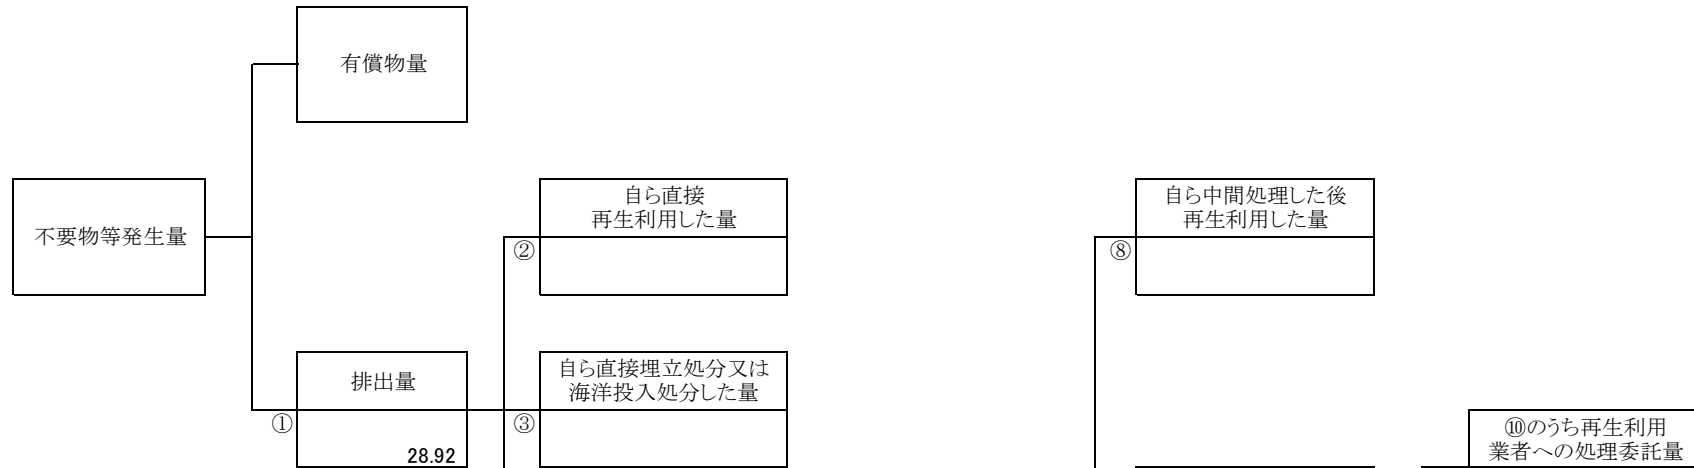 有償物量
不要物等発生量
自ら直接
再生利用した量
②
自ら中間処理した後
再生利用した量
⑧
排出量
①
28.92
自ら直接埋立処分又は
海洋投入処分した量
③
⑩のうち再生利用
業者への処理委託量